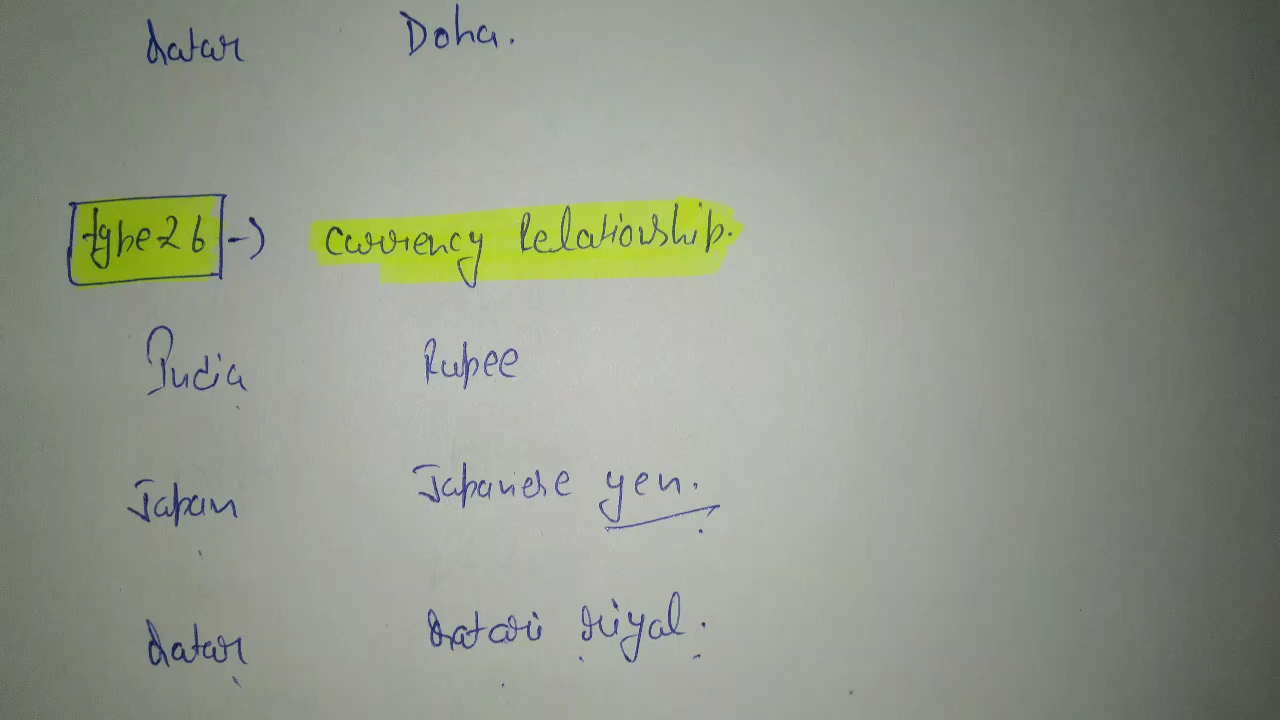 Qatar Doha.
type 26 → currency Relationship.
India Rupee
Japan Japanese yen.
Qatar Qatari riyal.